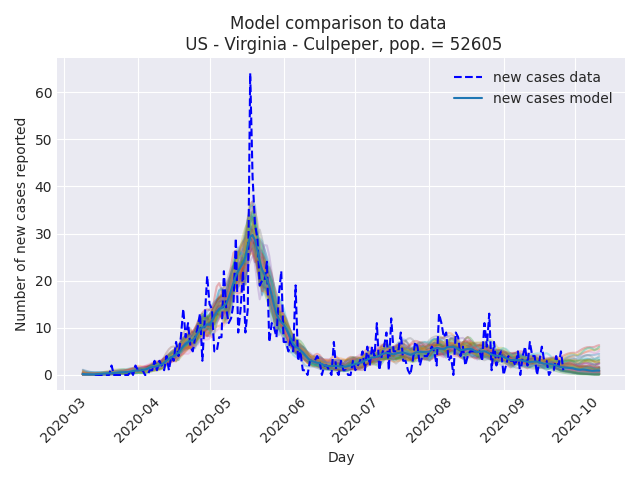 Model comparison to data
US - Virginia - Culpeper, pop. = 52605
new cases data
new cases model
Number of new cases reported
60
50
40
30
20
10
0
2020-03
2020-04
2020-05
2020-06
2020-07
2020-08
2020-09
2020-10
Day